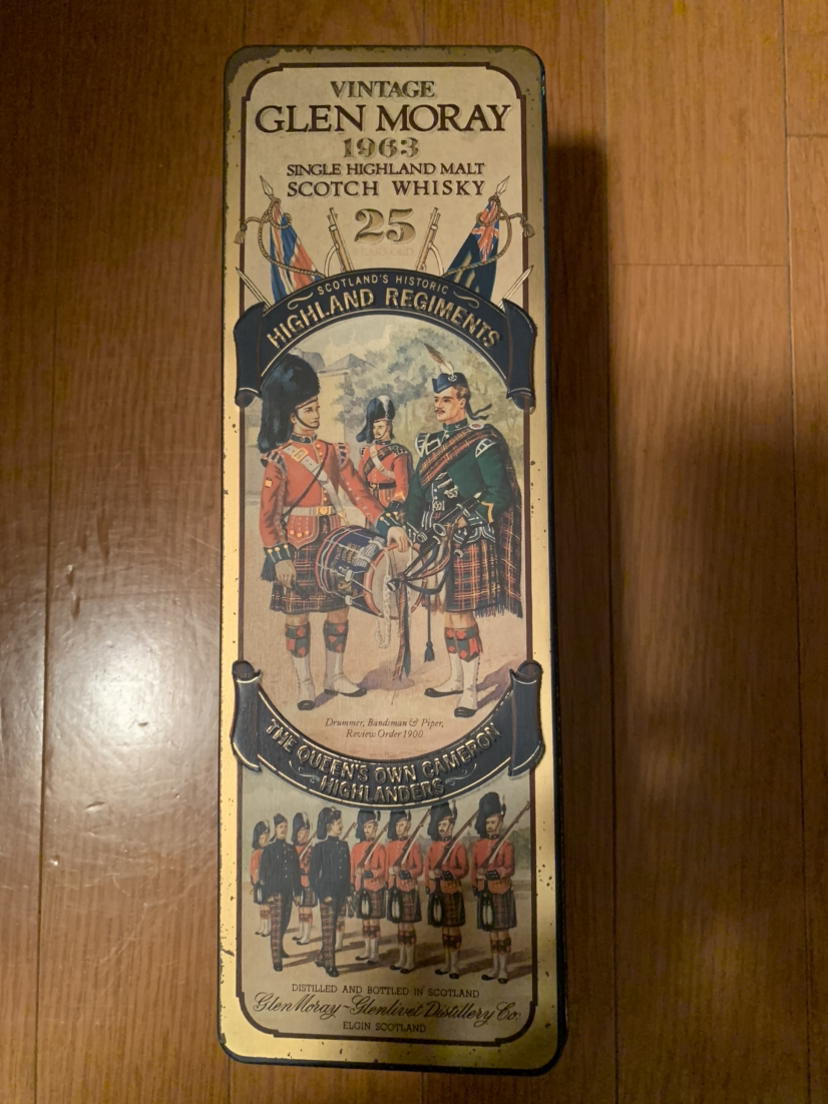 VINTAGE
GLEN MORAY
1963
SINGLE HIGHLAND MALT
SCOTCH WHISKY
25
SCOTLAND'S HISTORIC
HIGHLAND REGIMENTS
Drummer, Bandsman & Piper,
Review Order 1900
THE QUEEN'S OWN CAMERON
HIGHLANDERS
DISTILLED AND BOTTLED IN SCOTLAND
Glen Moray-Glenlivet Distillery Co.
ELGIN SCOTLAND